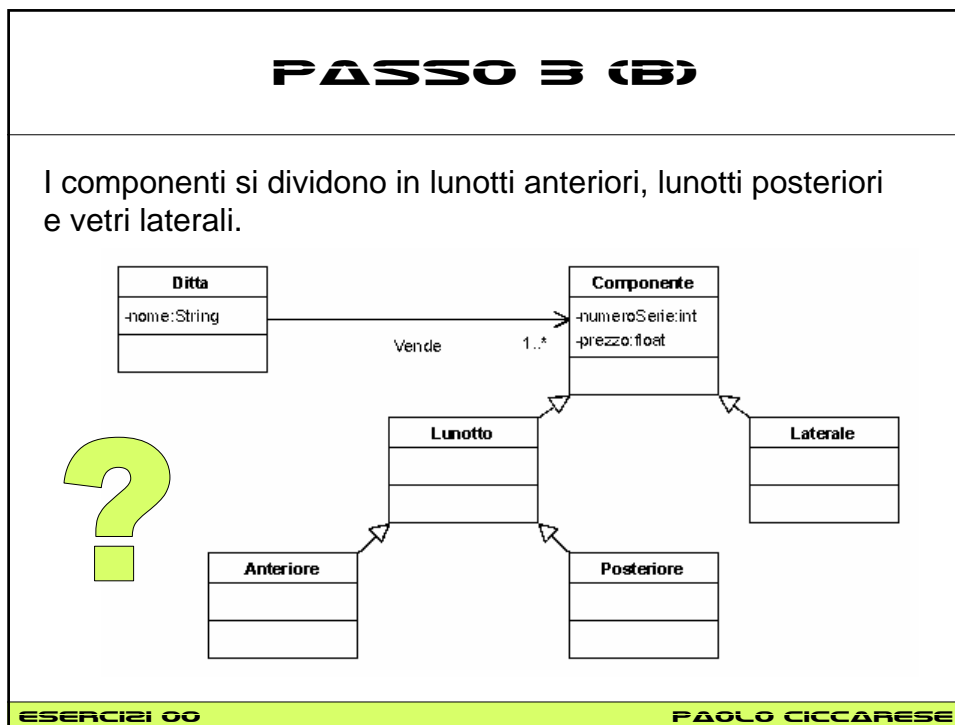 PASSO 3 (B)
I componenti si dividono in lunotti anteriori, lunotti posteriori
e vetri laterali.
Ditta
-nome:String
Vende
1..*
Componente
-numeroSerie:int
-prezzo:float
Lunotto
Laterale
?
Anteriore
Posteriore
ESERCIZI OO
PAOLO CICCARESE